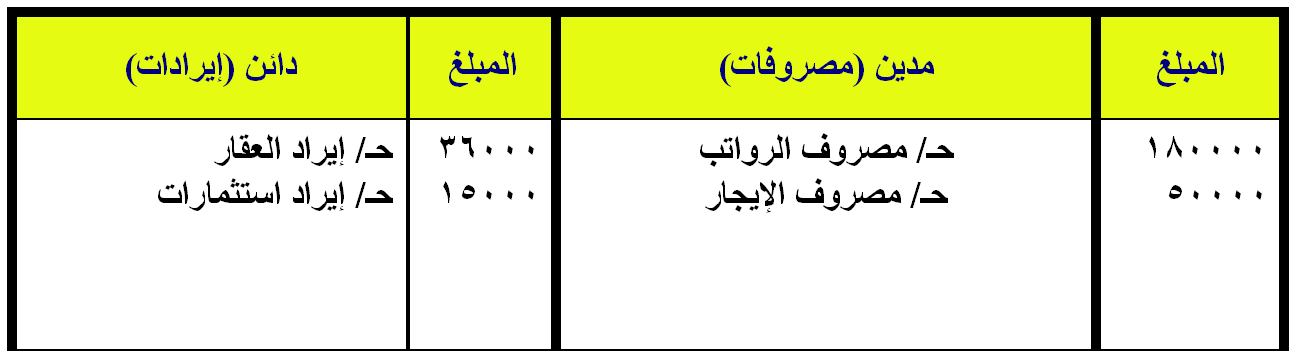 المبلغ مدين (مصروفات) المبلغ دائن (إيرادات)
١٨٠٠٠٠ حـ/ مصروف الرواتب ٣٦٠٠٠ حـ/ إيراد العقار
٥٠٠٠٠ حـ/ مصروف الإيجار ١٥٠٠٠ حـ/ إيراد استثمارات